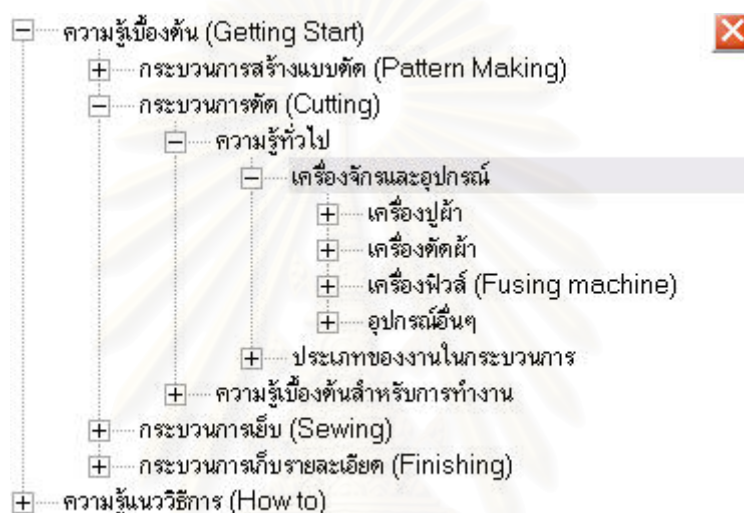 ความรู้เบื้องต้น (Getting Start)
กระบวนการสร้างแบบตัด (Pattern Making)
กระบวนการตัด (Cutting)
ความรู้ทั่วไป
เครื่องจักรและอุปกรณ์
เครื่องปูผ้า
เครื่องตัดผ้า
เครื่องฟิวส์ (Fusing machine)
อุปกรณ์อื่นๆ
ประเภทของงานในกระบวนการ
ความรู้เบื้องต้นสำหรับการทำงาน
กระบวนการเย็บ (Sewing)
กระบวนการเก็บรายละเอียด (Finishing)
ความรู้แนววิธีการ (How to)